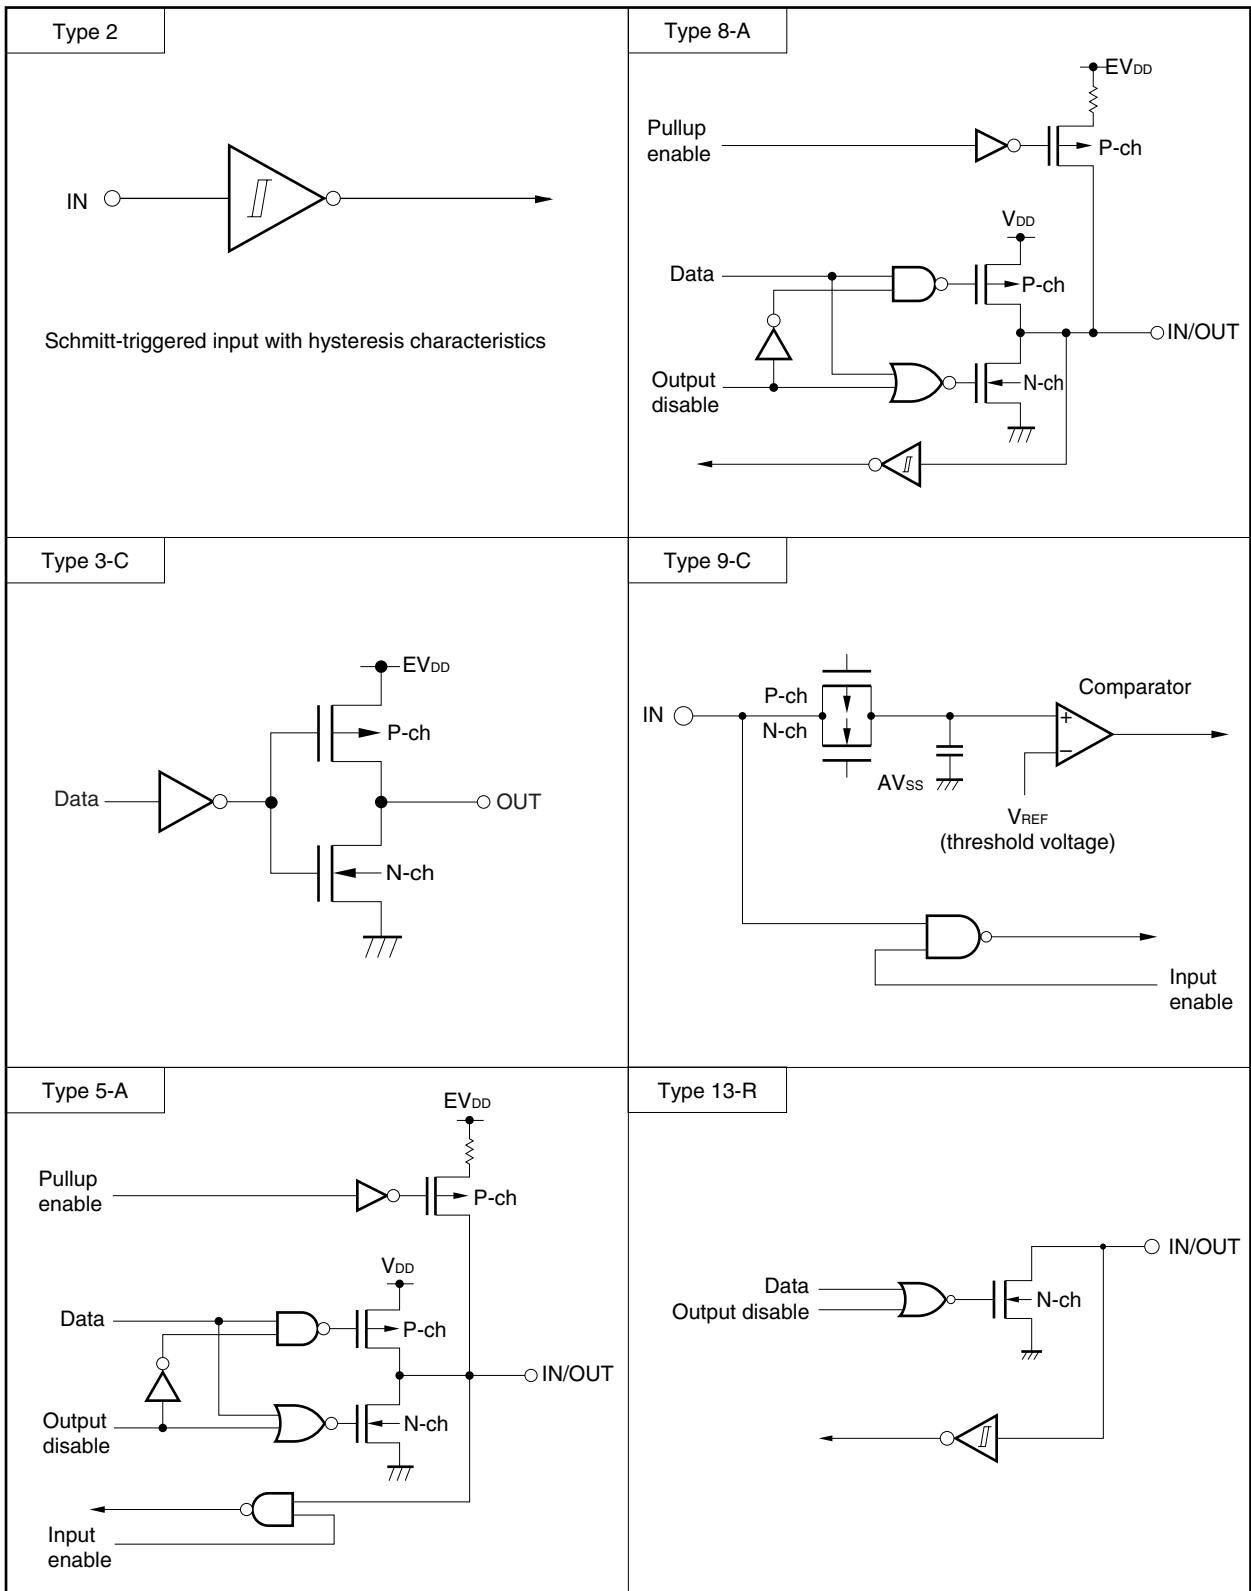 Type 2
IN
Schmitt-triggered input with hysteresis characteristics
Type 8-A
EVDD
Pullup
enable
P-ch
VDD
Data
P-ch
IN/OUT
Output
disable
N-ch
Type 3-C
EVDD
P-ch
Data
OUT
N-ch
Type 9-C
P-ch
Comparator
IN
N-ch
+
−
AVSS
VREF
(threshold voltage)
Input
enable
Type 5-A
EVDD
Pullup
enable
P-ch
VDD
Data
P-ch
IN/OUT
Output
disable
N-ch
Input
enable
Type 13-R
IN/OUT
Data
Output disable
N-ch